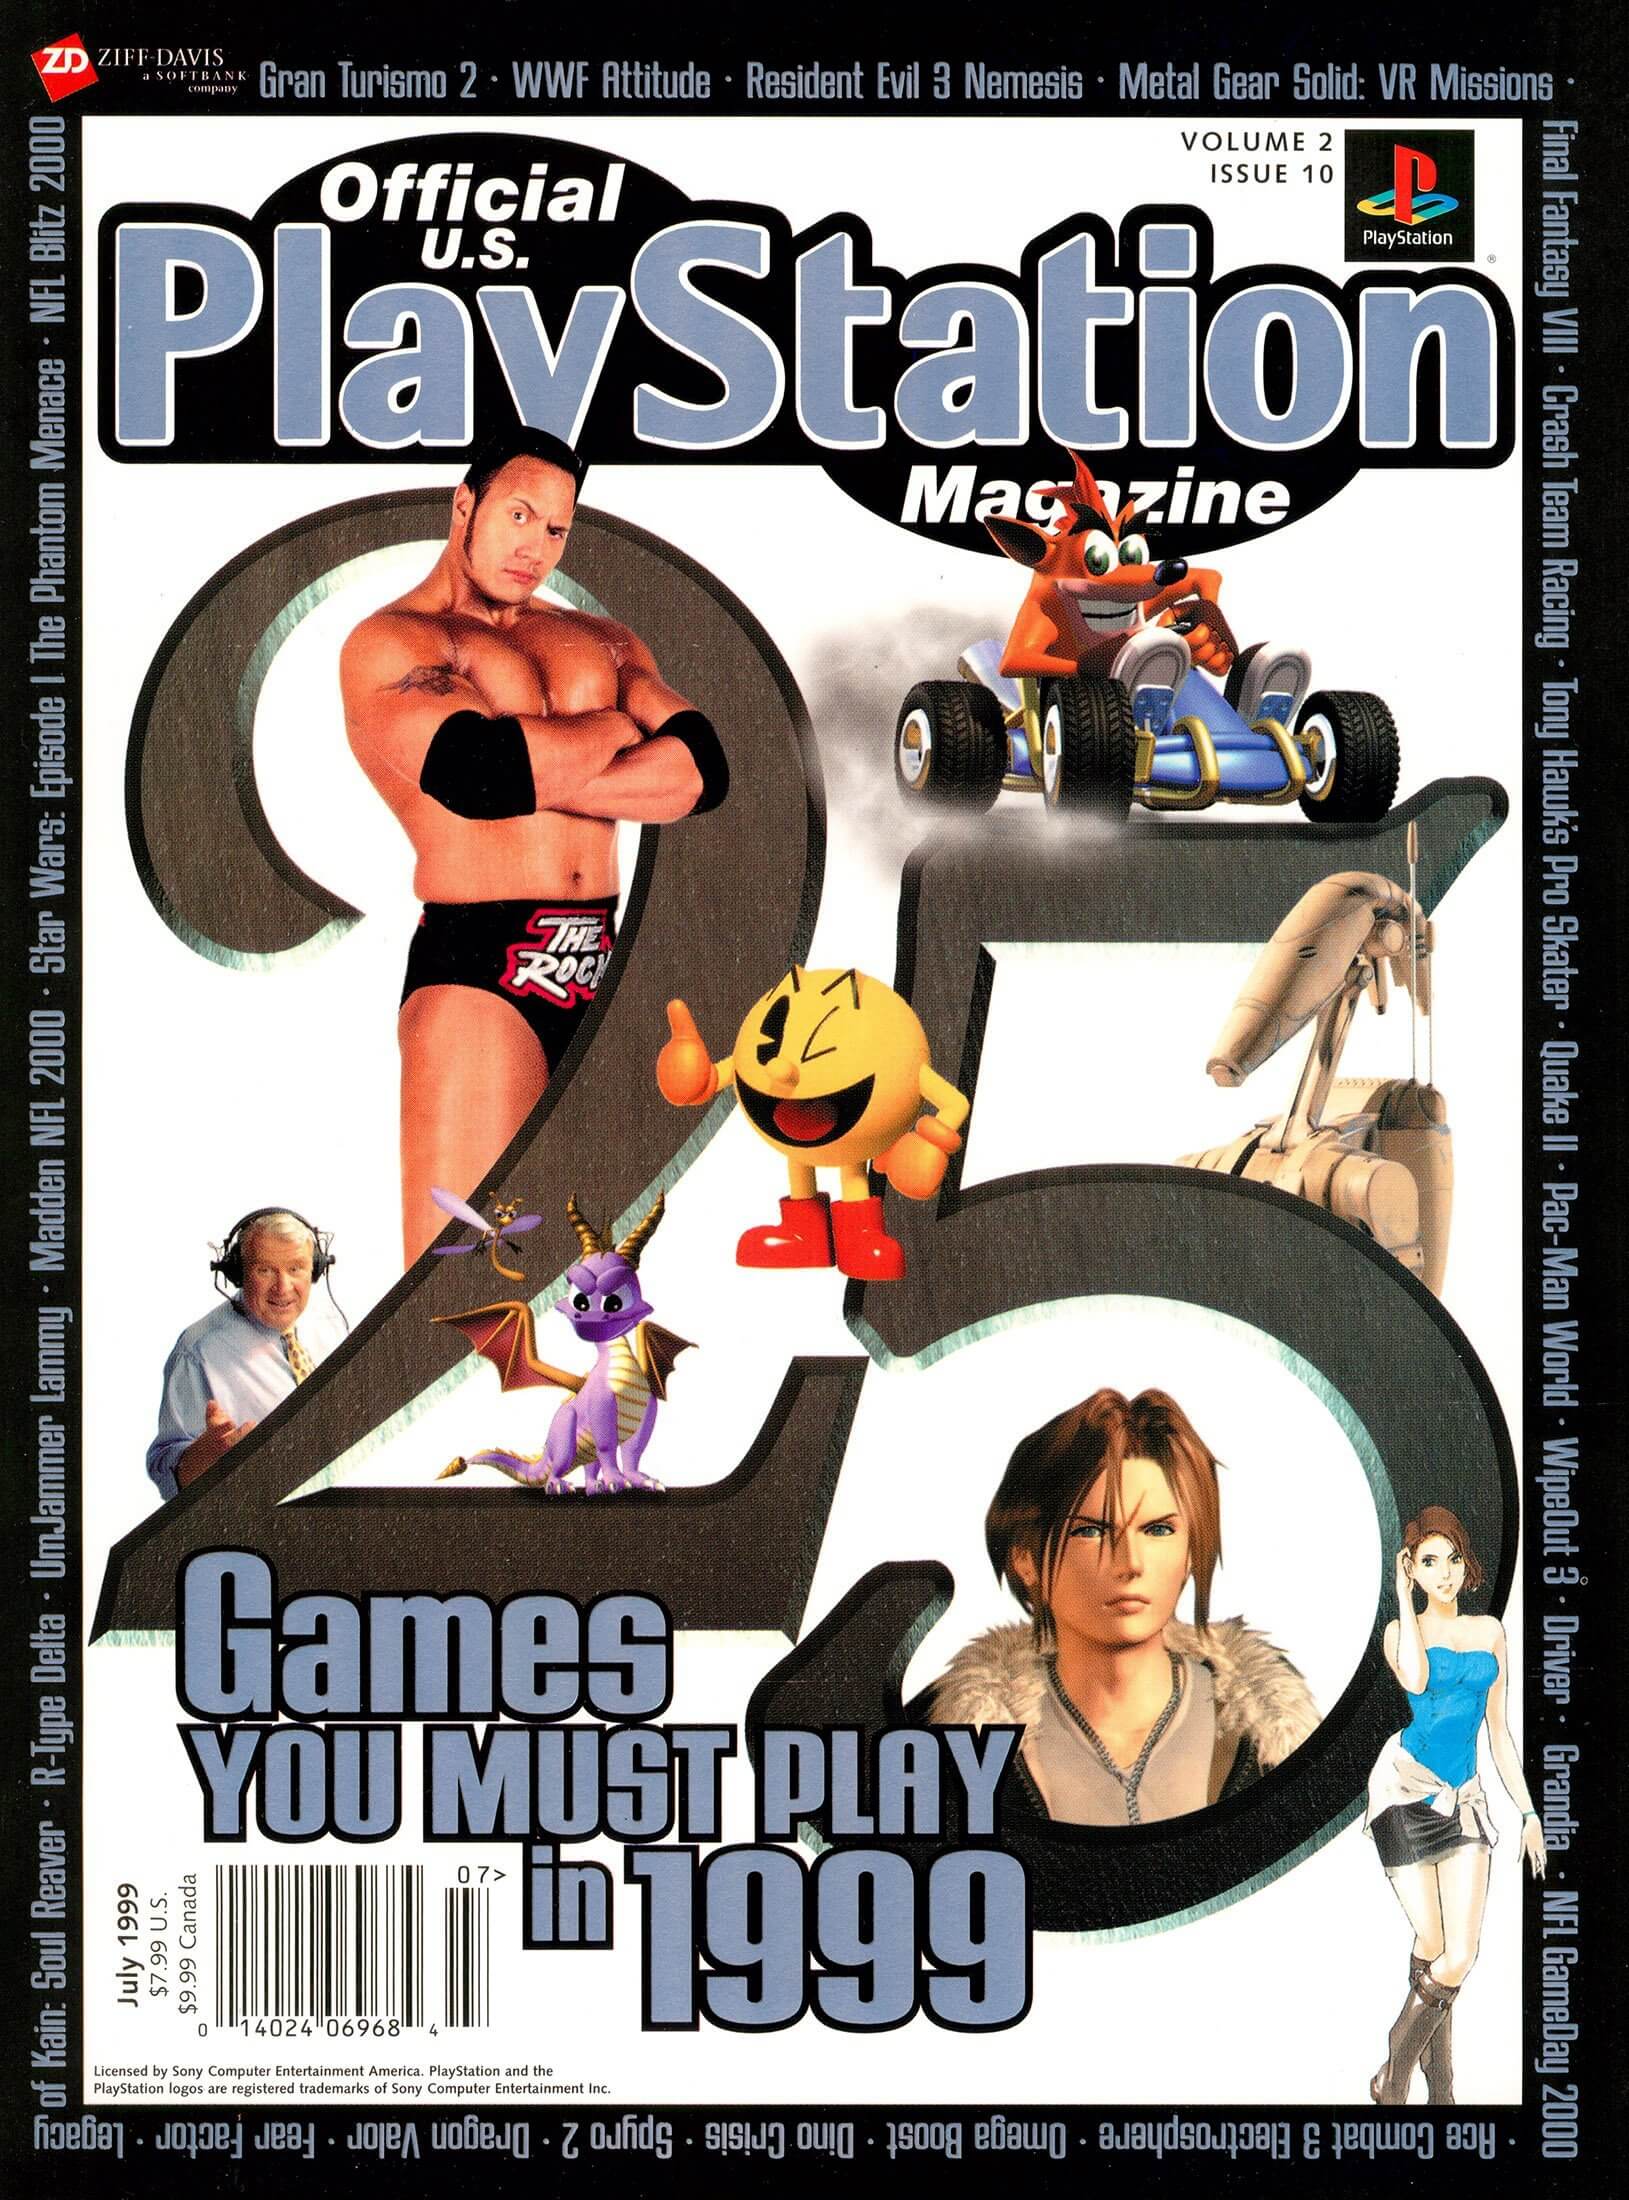 ZD ZIFF-DAVIS
a SOFTBANK
company
Gran Turismo 2 · WWF Attitude · Resident Evil 3 Nemesis · Metal Gear Solid: VR Missions ·
Final Fantasy VIII · Crash Team Racing · Tony Hawk's Pro Skater · Quake II · Pac-Man World · WipeOut 3 · Driver · Grandia · NFL GameDay 2000
Ace Combat 3 Electrosphere · Omega Boost · Dino Crisis · Spyro 2 · Dragon Valor · Fear Factor · Legacy
of Kain: Soul Reaver · R-Type Delta · UmJammer Lammy · Madden NFL 2000 · Star Wars: Episode I The Phantom Menace · NFL Blitz 2000
VOLUME 2
ISSUE 10
PlayStation
®
Official
U.S.
PlayStation
Magazine
THE
ROCK
25
Games
YOU MUST PLAY
in 1999
July 1999
$7.99 U.S.
$9.99 Canada
07>
0 14024 06968 4
Licensed by Sony Computer Entertainment America. PlayStation and the
PlayStation logos are registered trademarks of Sony Computer Entertainment Inc.